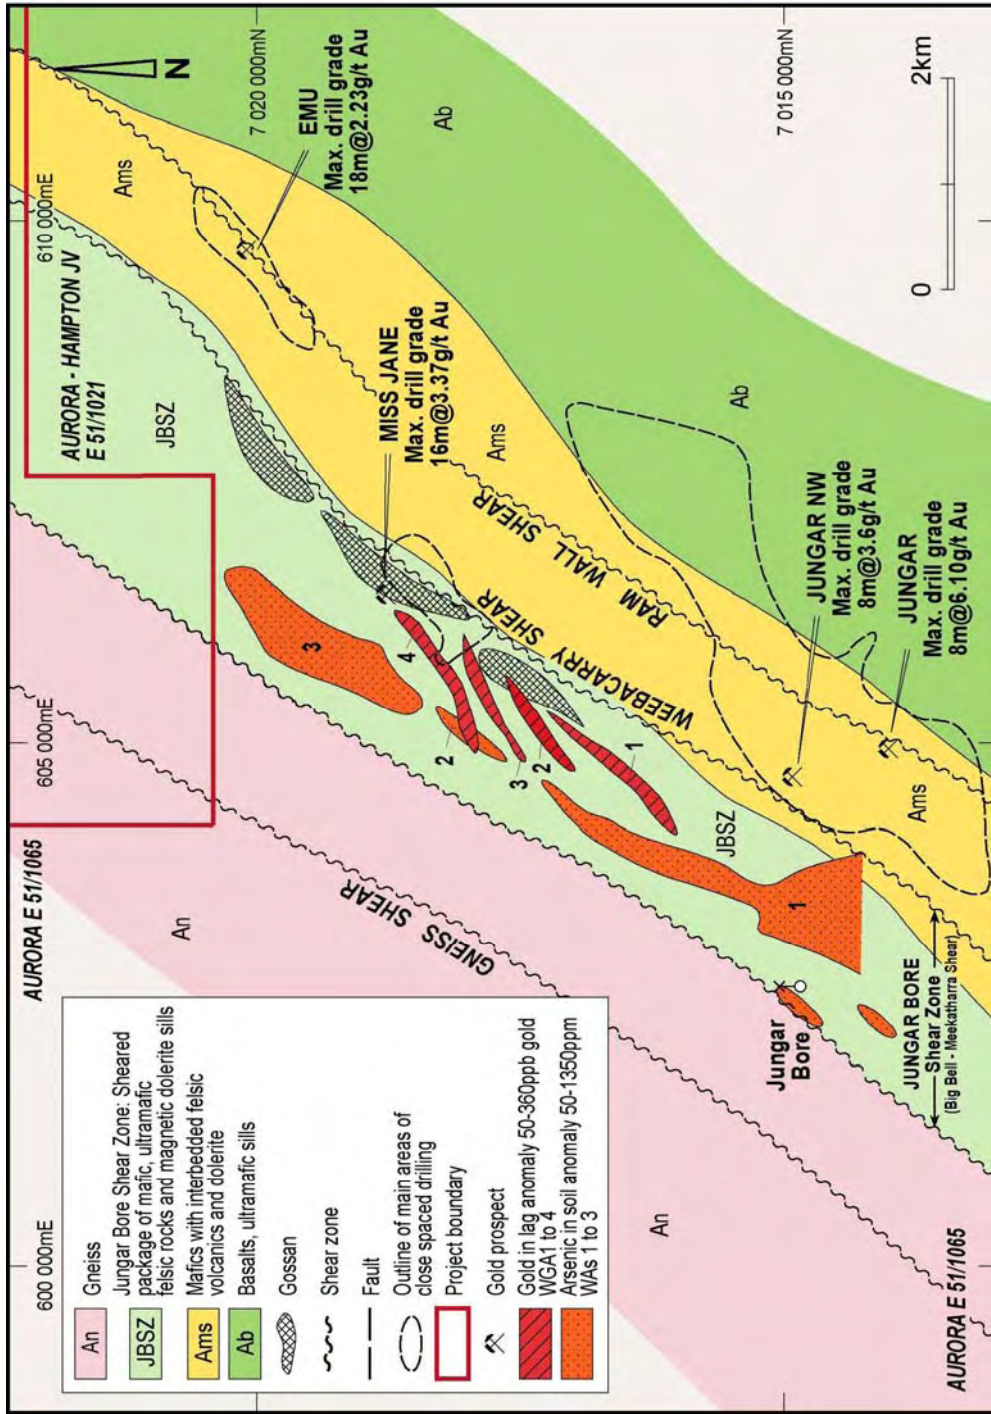 AURORA E 51/1065
600 000mE
605 000mE
610 000mE
AURORA - HAMPTON JV
E 51/1021
N
7 020 000mN
7 015 000mN
An
Gneiss
JBSZ
Jungar Bore Shear Zone: Sheared
package of mafic, ultramafic
felsic rocks and magnetic dolerite sills
Ams
Mafics with interbedded felsic
volcanics and dolerite
Ab
Basalts, ultramafic sills
Gossan
Shear zone
Fault
Outline of main areas of
close spaced drilling
Project boundary
Gold prospect
Gold in lag anomaly 50-360ppb gold
WGA1 to 4
Arsenic in soil anomaly 50-1350ppm
WAs 1 to 3
An
JBSZ
Ams
EMU
Max. drill grade
18m@2.23g/t Au
Ab
GNEISS SHEAR
3
4
MISS JANE
Max. drill grade
16m@3.37g/t Au
2
3
2
1
WEEBACARRY SHEAR
RAM WALL SHEAR
Ams
Ab
JBSZ
1
Jungar
Bore
JUNGAR NW
Max. drill grade
8m@3.6g/t Au
JUNGAR
Max. drill grade
8m@6.10g/t Au
Ams
An
JUNGAR BORE
Shear Zone
(Big Bell - Meekatharra Shear)
AURORA E 51/1065
0
2km